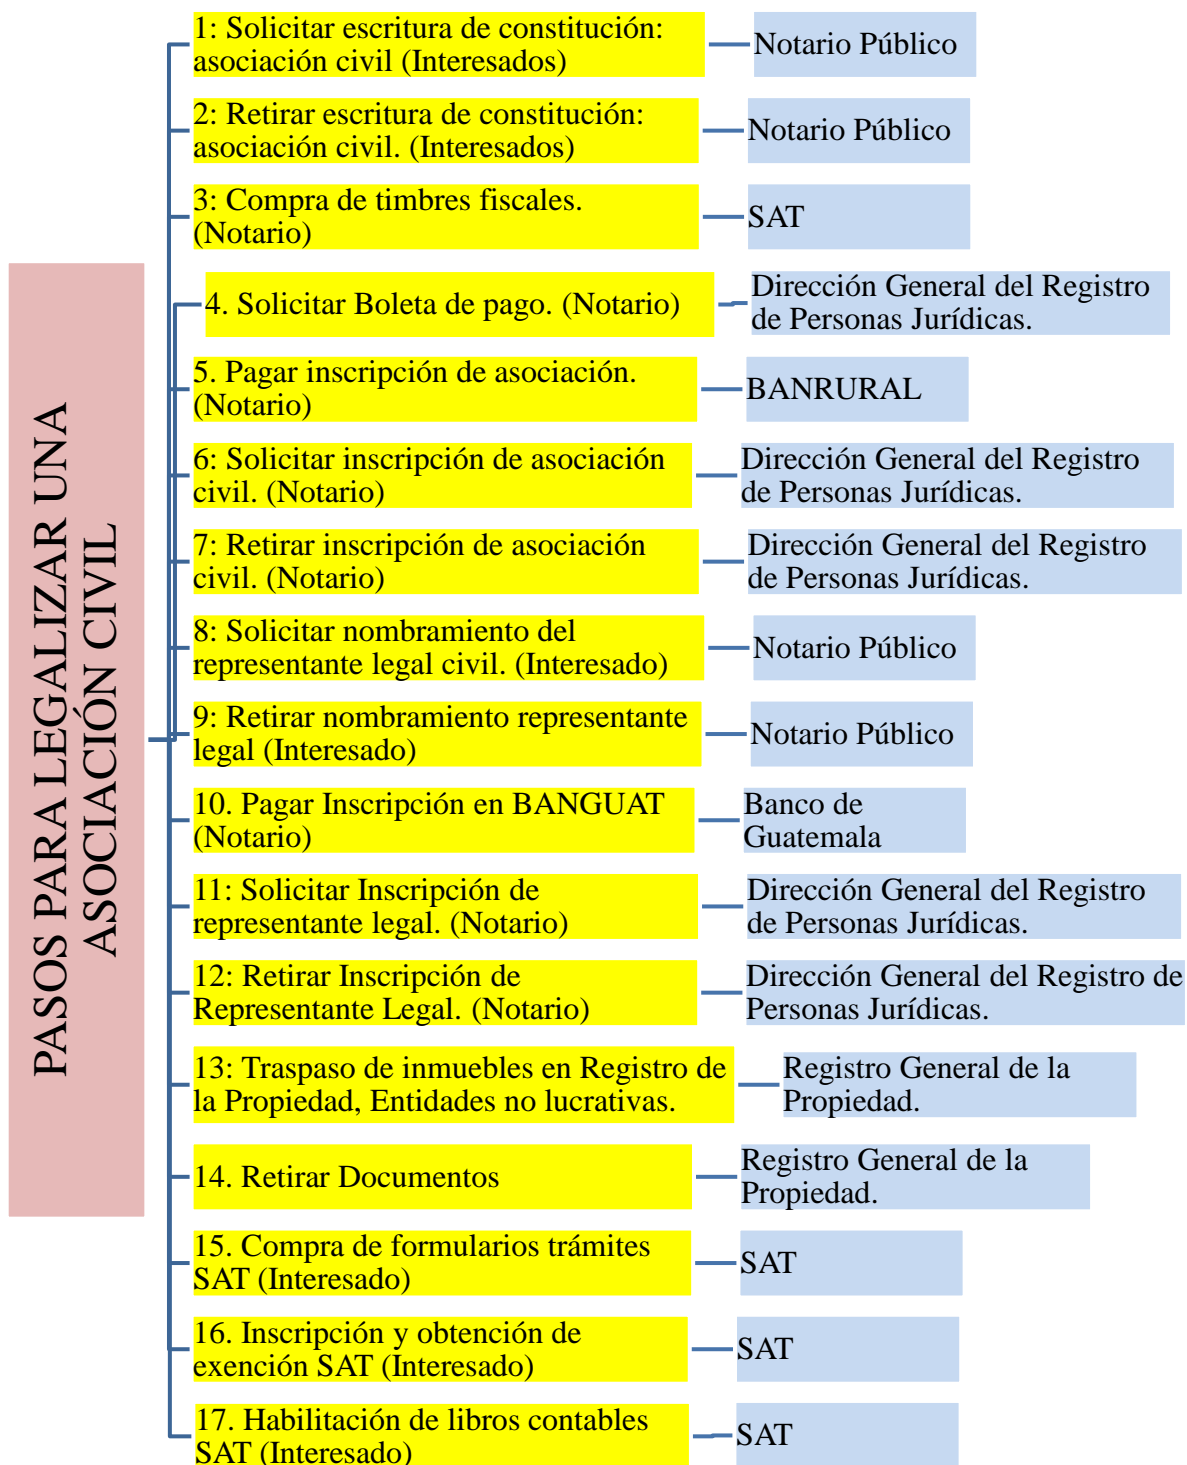 PASOS PARA LEGALIZAR UNA
ASOCIACIÓN CIVIL
1: Solicitar escritura de constitución:
asociación civil (Interesados)
Notario Público
2: Retirar escritura de constitución:
asociación civil. (Interesados)
Notario Público
3: Compra de timbres fiscales.
(Notario)
SAT
4. Solicitar Boleta de pago. (Notario)
Dirección General del Registro
de Personas Jurídicas.
5. Pagar inscripción de asociación.
(Notario)
BANRURAL
6: Solicitar inscripción de asociación
civil. (Notario)
Dirección General del Registro
de Personas Jurídicas.
7: Retirar inscripción de asociación
civil. (Notario)
Dirección General del Registro
de Personas Jurídicas.
8: Solicitar nombramiento del
representante legal civil. (Interesado)
Notario Público
9: Retirar nombramiento representante
legal (Interesado)
Notario Público
10. Pagar Inscripción en BANGUAT
(Notario)
Banco de
Guatemala
11: Solicitar Inscripción de
representante legal. (Notario)
Dirección General del Registro
de Personas Jurídicas.
12: Retirar Inscripción de
Representante Legal. (Notario)
Dirección General del Registro de
Personas Jurídicas.
13: Traspaso de inmuebles en Registro de
la Propiedad, Entidades no lucrativas.
Registro General de la
Propiedad.
14. Retirar Documentos
Registro General de la
Propiedad.
15. Compra de formularios trámites
SAT (Interesado)
SAT
16. Inscripción y obtención de
exención SAT (Interesado)
SAT
17. Habilitación de libros contables
SAT (Interesado)
SAT